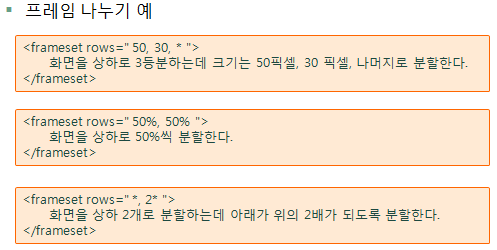 프레임 나누기 예
<frameset rows=" 50, 30, * ">
화면을 상하로 3등분하는데 크기는 50픽셀, 30 픽셀, 나머지로 분할한다.
</frameset>
<frameset rows="50%, 50% ">
화면을 상하로 50%씩 분할한다.
</frameset>
<frameset rows=" *, 2* ">
화면을 상하 2개로 분할하는데 아래가 위의 2배가 되도록 분할한다.
</frameset>